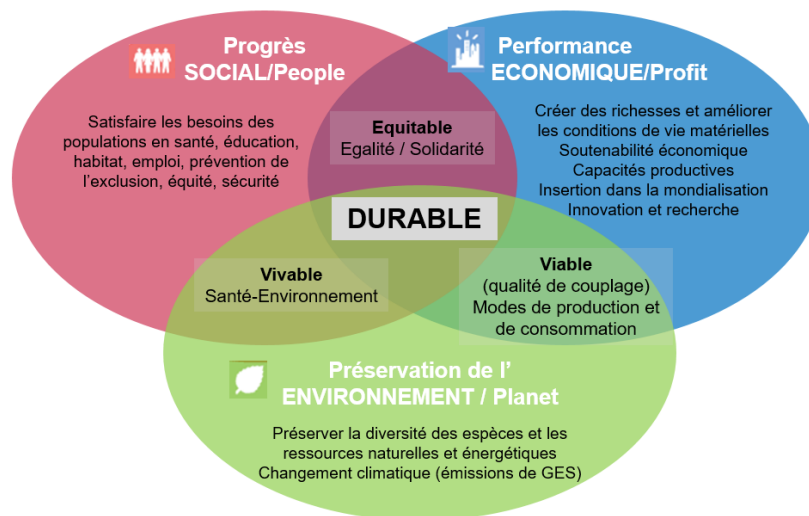 Progrès
SOCIAL/People
Satisfaire les besoins des
populations en santé, éducation,
habitat, emploi, prévention de
l'exclusion, équité, sécurité
Performance
ECONOMIQUE/Profit
Créer des richesses et améliorer
les conditions de vie matérielles
Soutenabilité économique
Capacités productives
Insertion dans la mondialisation
Innovation et recherche
Equitable
Egalité / Solidarité
DURABLE
Vivable
Santé-Environnement
Viable
(qualité de couplage)
Modes de production et
de consommation
Préservation de l'
ENVIRONNEMENT / Planet
Préserver la diversité des espèces et les
ressources naturelles et énergétiques
Changement climatique (émissions de GES)